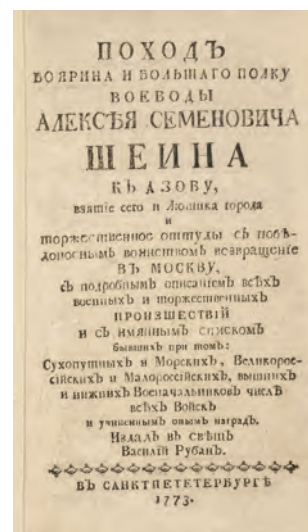 ПОХОДЪ
БОЯРИНА И БОЛЬШАГО ПОЛКУ
ВОЕВОДЫ
АЛЕКСѢЯ СЕМЕНОВИЧА
ШЕИНА
КЪ АЗОВУ,
взятіе сего и Лютика города
и
торжественное оттуды съ побѣ-
доноснымъ воинствомъ возвращеніе
ВЪ МОСКВУ,
съ подробнымъ описаніемъ всѣхъ
военныхъ и торжественныхъ
ПРОИЗШЕСТВІЙ
и съ имяннымъ спискомъ
бывшихъ при томъ:
Сухопутныхъ и Морскихъ, Великорос-
сійскихъ и Малороссійскихъ, вышнихъ
и нижнихъ Военачальниковъ числѣ
всѣхъ Войскъ
и учиненнымъ онымъ наградъ.
Издалъ въ свѣтъ
Василій Рубанъ.
ВЪ САНКТПЕТЕТЕРБУРГѢ
1773.